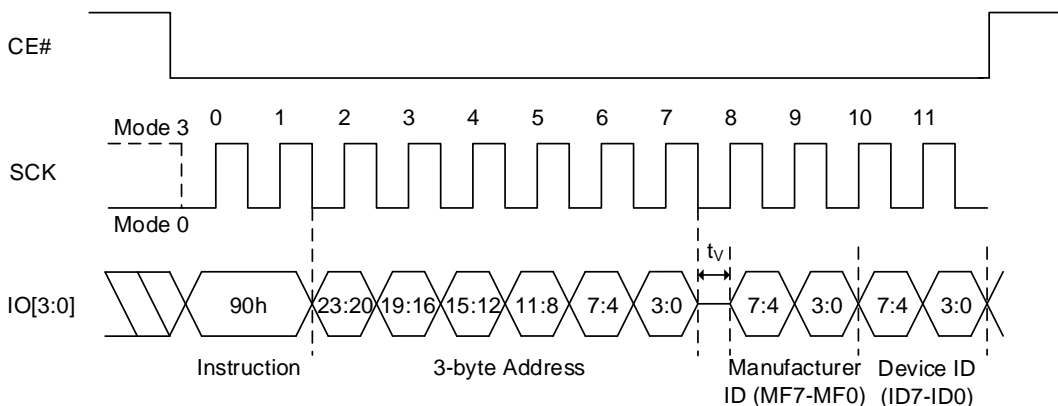 CE#
0 1 2 3 4 5 6 7 8 9 10 11
Mode 3
SCK
Mode 0
tV
IO[3:0] 90h 23:20 19:16 15:12 11:8 7:4 3:0 7:4 3:0 7:4 3:0
Instruction 3-byte Address Manufacturer Device ID
ID (MF7-MF0) (ID7-ID0)